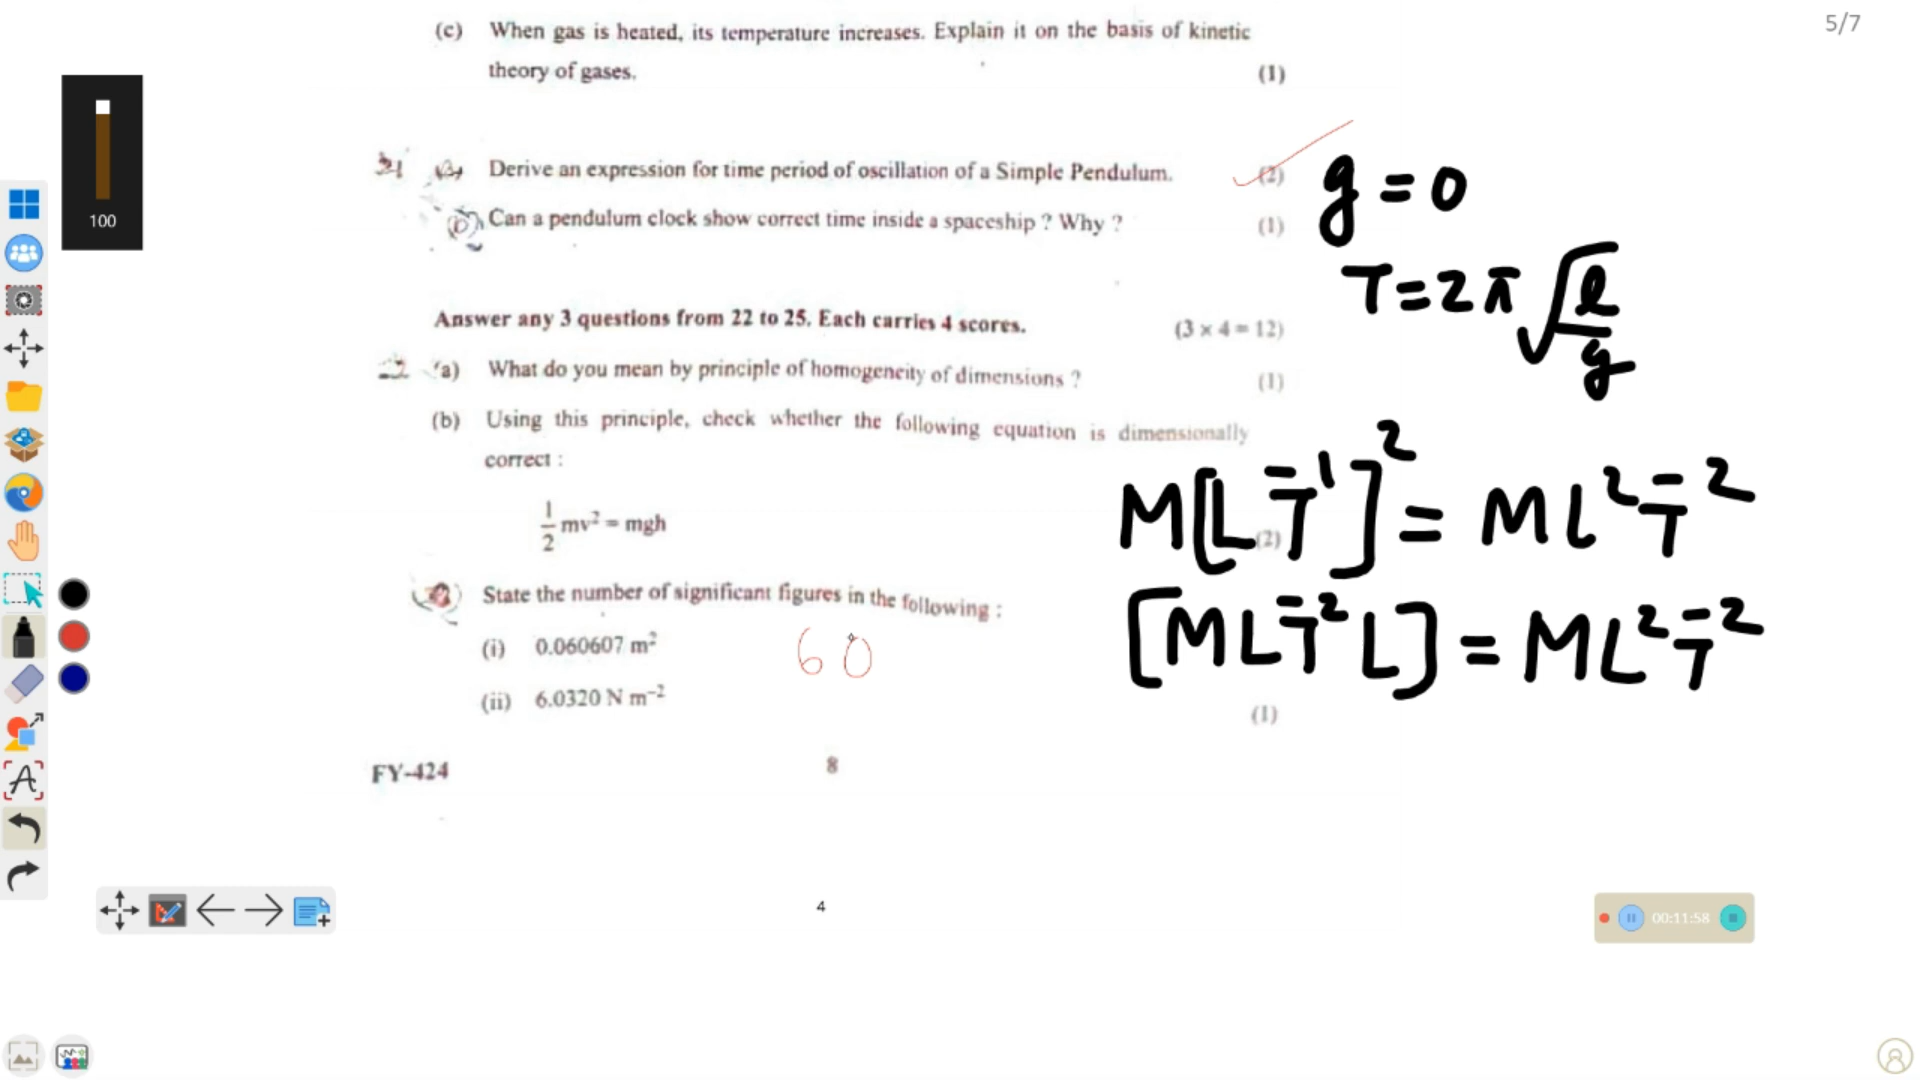 5/7
(c) When gas is heated, its temperature increases. Explain it on the basis of kinetic
theory of gases. (1)
100
21 (a) Derive an expression for time period of oscillation of a Simple Pendulum. (2)
g = 0
(b) Can a pendulum clock show correct time inside a spaceship ? Why ? (1)
T = 2π√(l/g)
Answer any 3 questions from 22 to 25. Each carries 4 scores. (3 × 4 = 12)
(a) What do you mean by principle of homogeneity of dimensions ? (1)
(b) Using this principle, check whether the following equation is dimensionally
correct :
1/2 mv² = mgh (2)
M[LT⁻¹]² = ML²T⁻²
State the number of significant figures in the following :
(i) 0.060607 m²
60
[MLT⁻²L] = ML²T⁻²
(ii) 6.0320 N m⁻²
(1)
FY-424 8
4
00:11:58